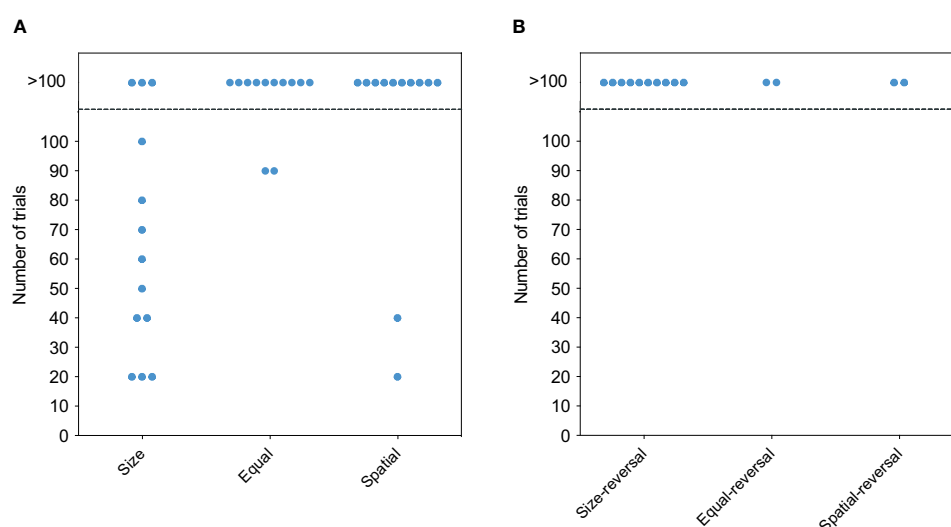 A
Number of trials
>100
100
90
80
70
60
50
40
30
20
10
0
Size
Equal
Spatial
B
Number of trials
>100
100
90
80
70
60
50
40
30
20
10
0
Size-reversal
Equal-reversal
Spatial-reversal